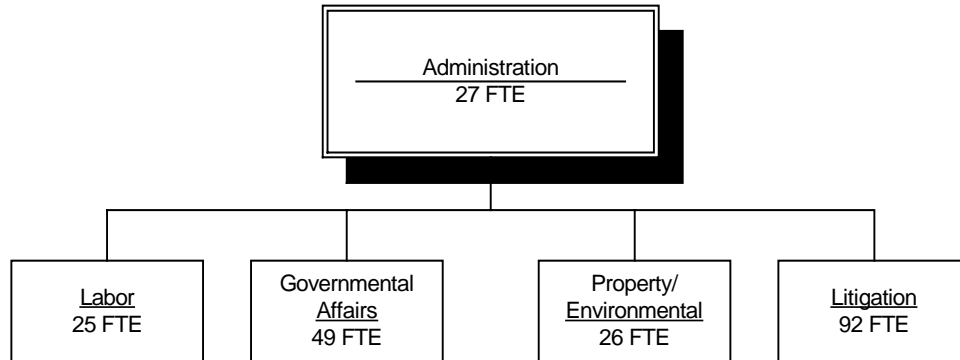 Administration
27 FTE
Labor
25 FTE
Governmental
Affairs
49 FTE
Property/
Environmental
26 FTE
Litigation
92 FTE